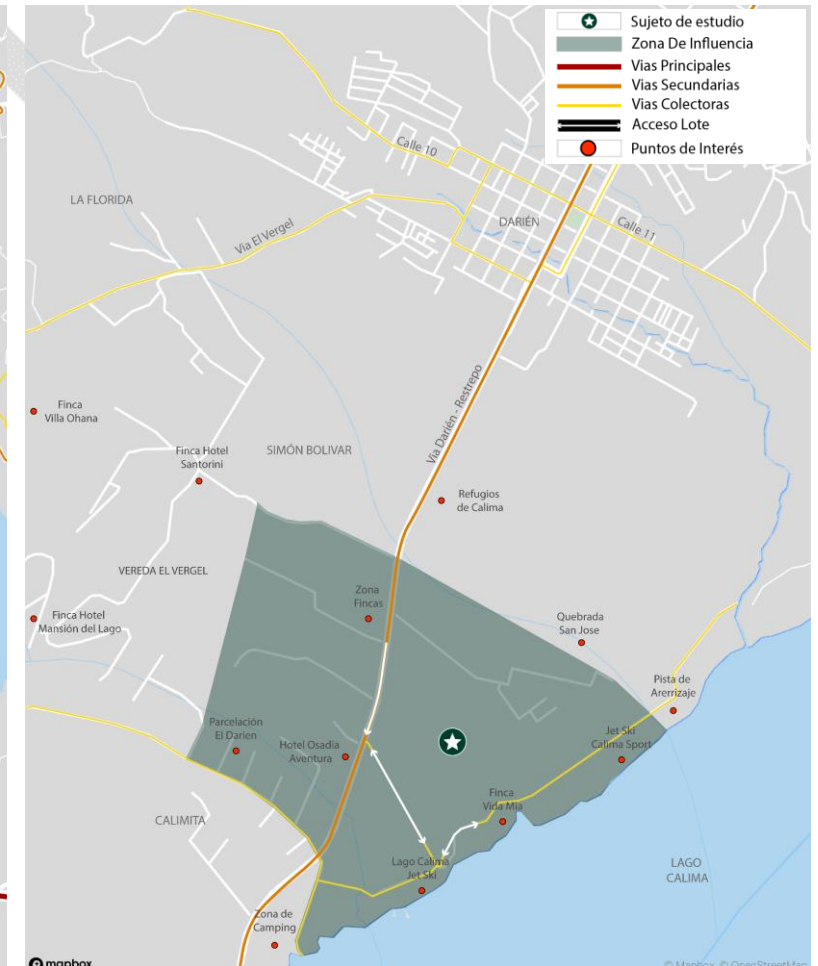 Sujeto de estudio
Zona De Influencia
Vias Principales
Vias Secundarias
Vias Colectoras
Acceso Lote
Puntos de Interés
Calle 10
LA FLORIDA
DARIÉN
Calle 11
Via El Vergel
Via Darién - Restrepo
Finca
Villa Ohana
Finca Hotel
Santorini
SIMÓN BOLIVAR
Refugios
de Calima
VEREDA EL VERGEL
Zona
Fincas
Finca Hotel
Mansión del Lago
Quebrada
San Jose
Pista de
Arerrizaje
Parcelación
El Darien
Hotel Osadia
Aventura
Jet Ski
Calima Sport
Finca
Vida Mia
CALIMITA
Lago Calima
Jet Ski
LAGO
CALIMA
Zona de
Camping
mapbox
© Mapbox, © OpenStreetMap